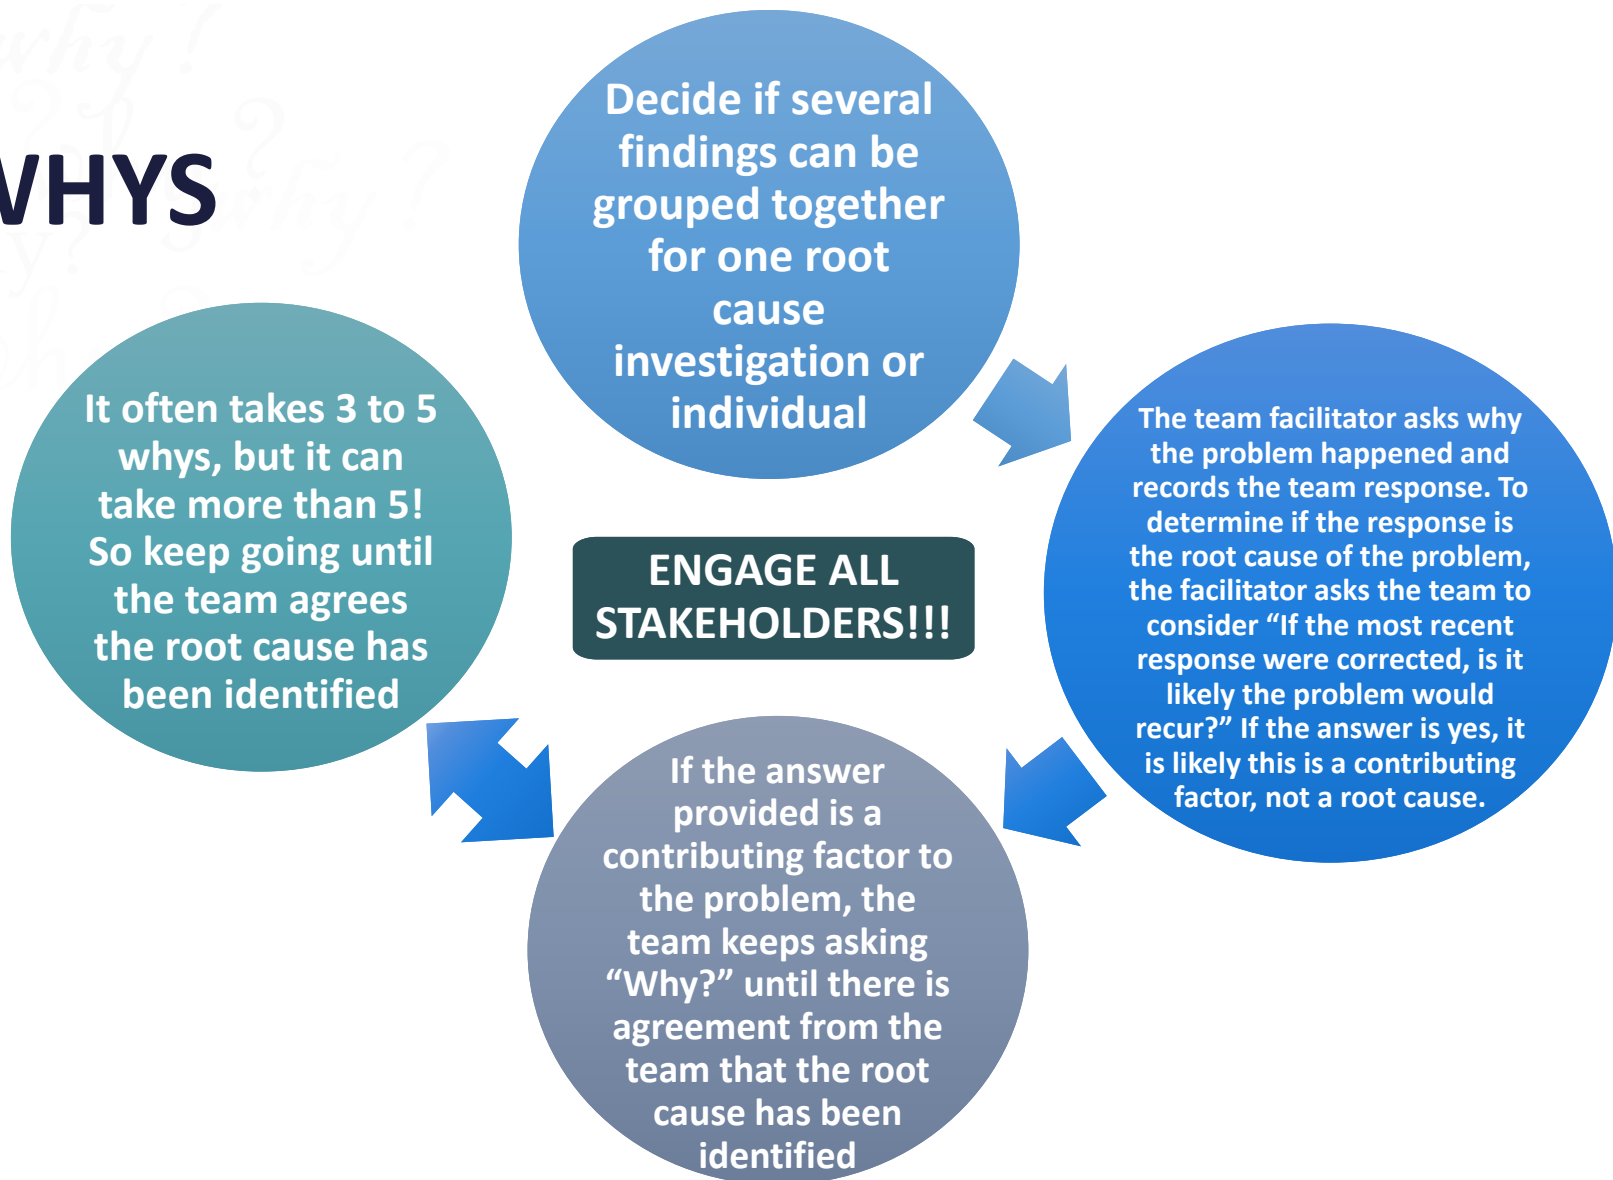 WHYS
Decide if several
findings can be
grouped together
for one root
cause
investigation or
individual
The team facilitator asks why
the problem happened and
records the team response. To
determine if the response is
the root cause of the problem,
the facilitator asks the team to
consider “If the most recent
response were corrected, is it
likely the problem would
recur?” If the answer is yes, it
is likely this is a contributing
factor, not a root cause.
If the answer
provided is a
contributing factor to
the problem, the
team keeps asking
“Why?” until there is
agreement from the
team that the root
cause has been
identified
It often takes 3 to 5
whys, but it can
take more than 5!
So keep going until
the team agrees
the root cause has
been identified
ENGAGE ALL
STAKEHOLDERS!!!
why!
why?